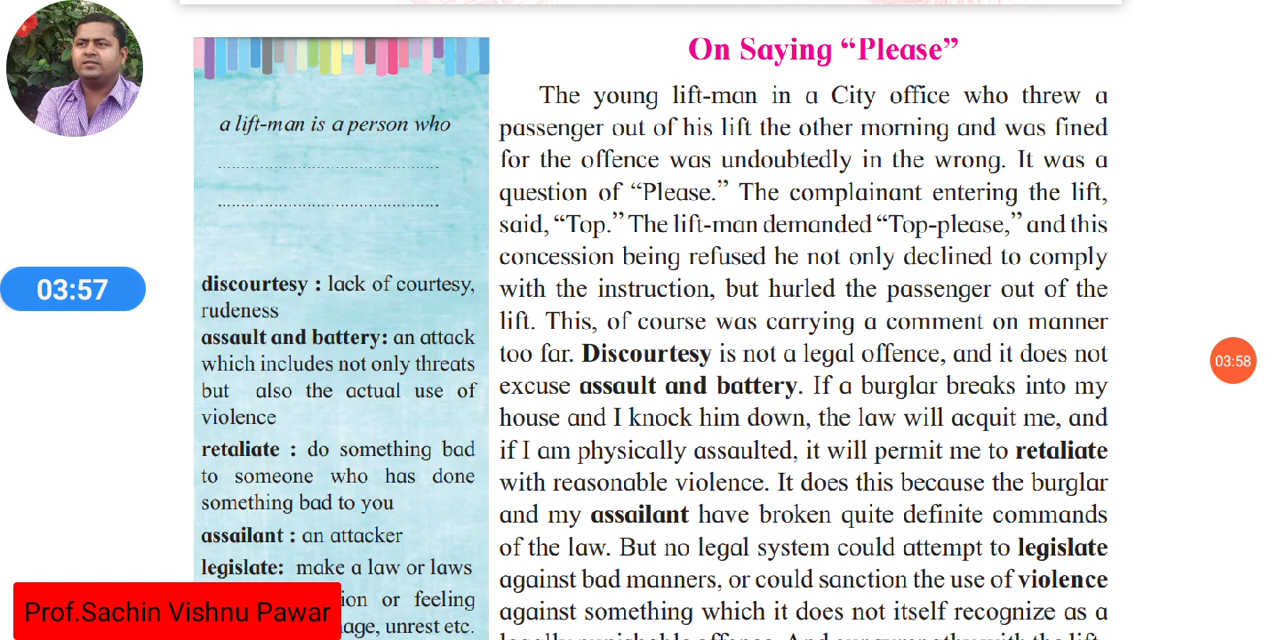 On Saying “Please”
a lift-man is a person who
discourtesy : lack of courtesy,
rudeness
assault and battery: an attack
which includes not only threats
but also the actual use of
violence
retaliate : do something bad
to someone who has done
something bad to you
assailant : an attacker
legislate: make a law or laws
ion or feeling
age, unrest etc.
The young lift-man in a City office who threw a
passenger out of his lift the other morning and was fined
for the offence was undoubtedly in the wrong. It was a
question of “Please.” The complainant entering the lift,
said, “Top.” The lift-man demanded “Top-please,” and this
concession being refused he not only declined to comply
with the instruction, but hurled the passenger out of the
lift. This, of course was carrying a comment on manner
too far. Discourtesy is not a legal offence, and it does not
excuse assault and battery. If a burglar breaks into my
house and I knock him down, the law will acquit me, and
if I am physically assaulted, it will permit me to retaliate
with reasonable violence. It does this because the burglar
and my assailant have broken quite definite commands
of the law. But no legal system could attempt to legislate
against bad manners, or could sanction the use of violence
against something which it does not itself recognize as a
03:57
03:58
Prof.Sachin Vishnu Pawar